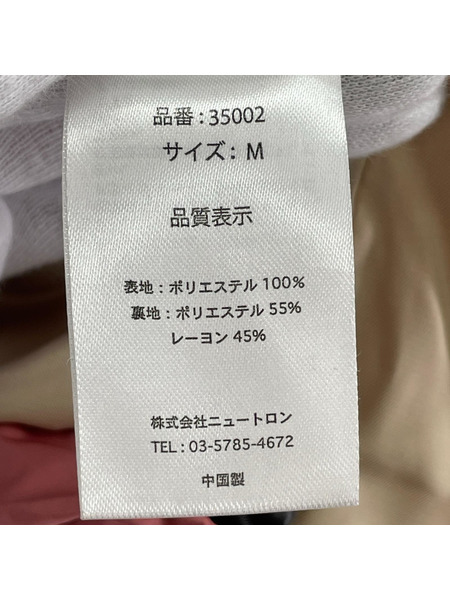 品番：35002
サイズ：M
品質表示
表地：ポリエステル 100%
裏地：ポリエステル 55%
レーヨン 45%
株式会社ニュートロン
TEL：03-5785-4672
中国製